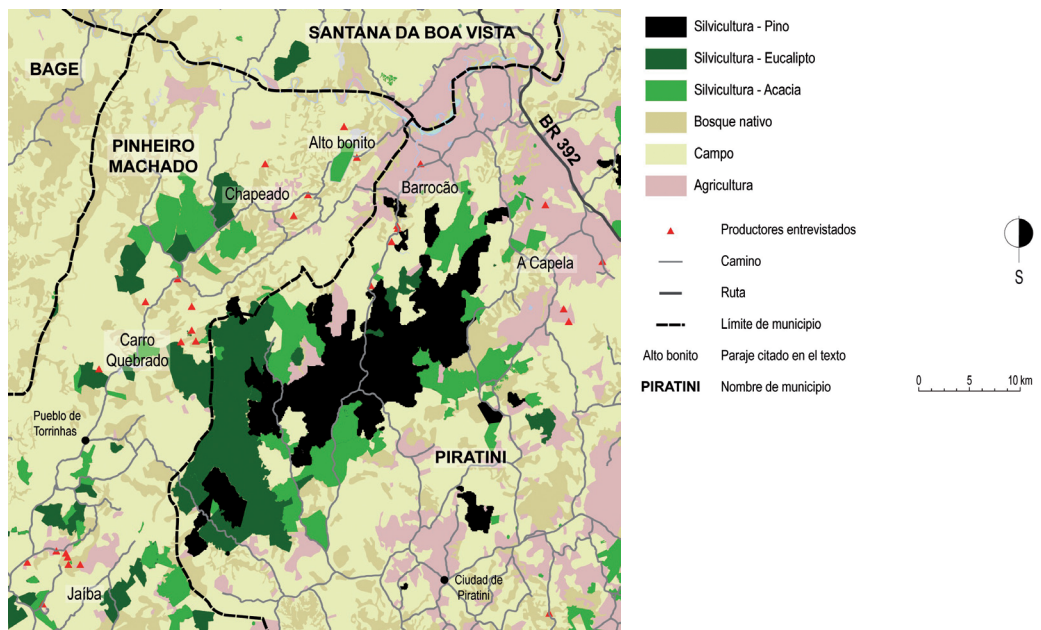 SANTANA DA BOA VISTA
BAGE
BR 392
PINHEIRO
MACHADO
Alto bonito
Chapeado
Barrocão
A Capela
Carro
Quebrado
Pueblo de
Torrinhas
PIRATINI
Ciudad de
Piratini
Jaiba
Silvicultura - Pino
Silvicultura - Eucalipto
Silvicultura - Acacia
Bosque nativo
Campo
Agricultura
Productores entrevistados
Camino
Ruta
Límite de municipio
Alto bonito
Paraje citado en el texto
PIRATINI
Nombre de municipio
S
0 5 10 km